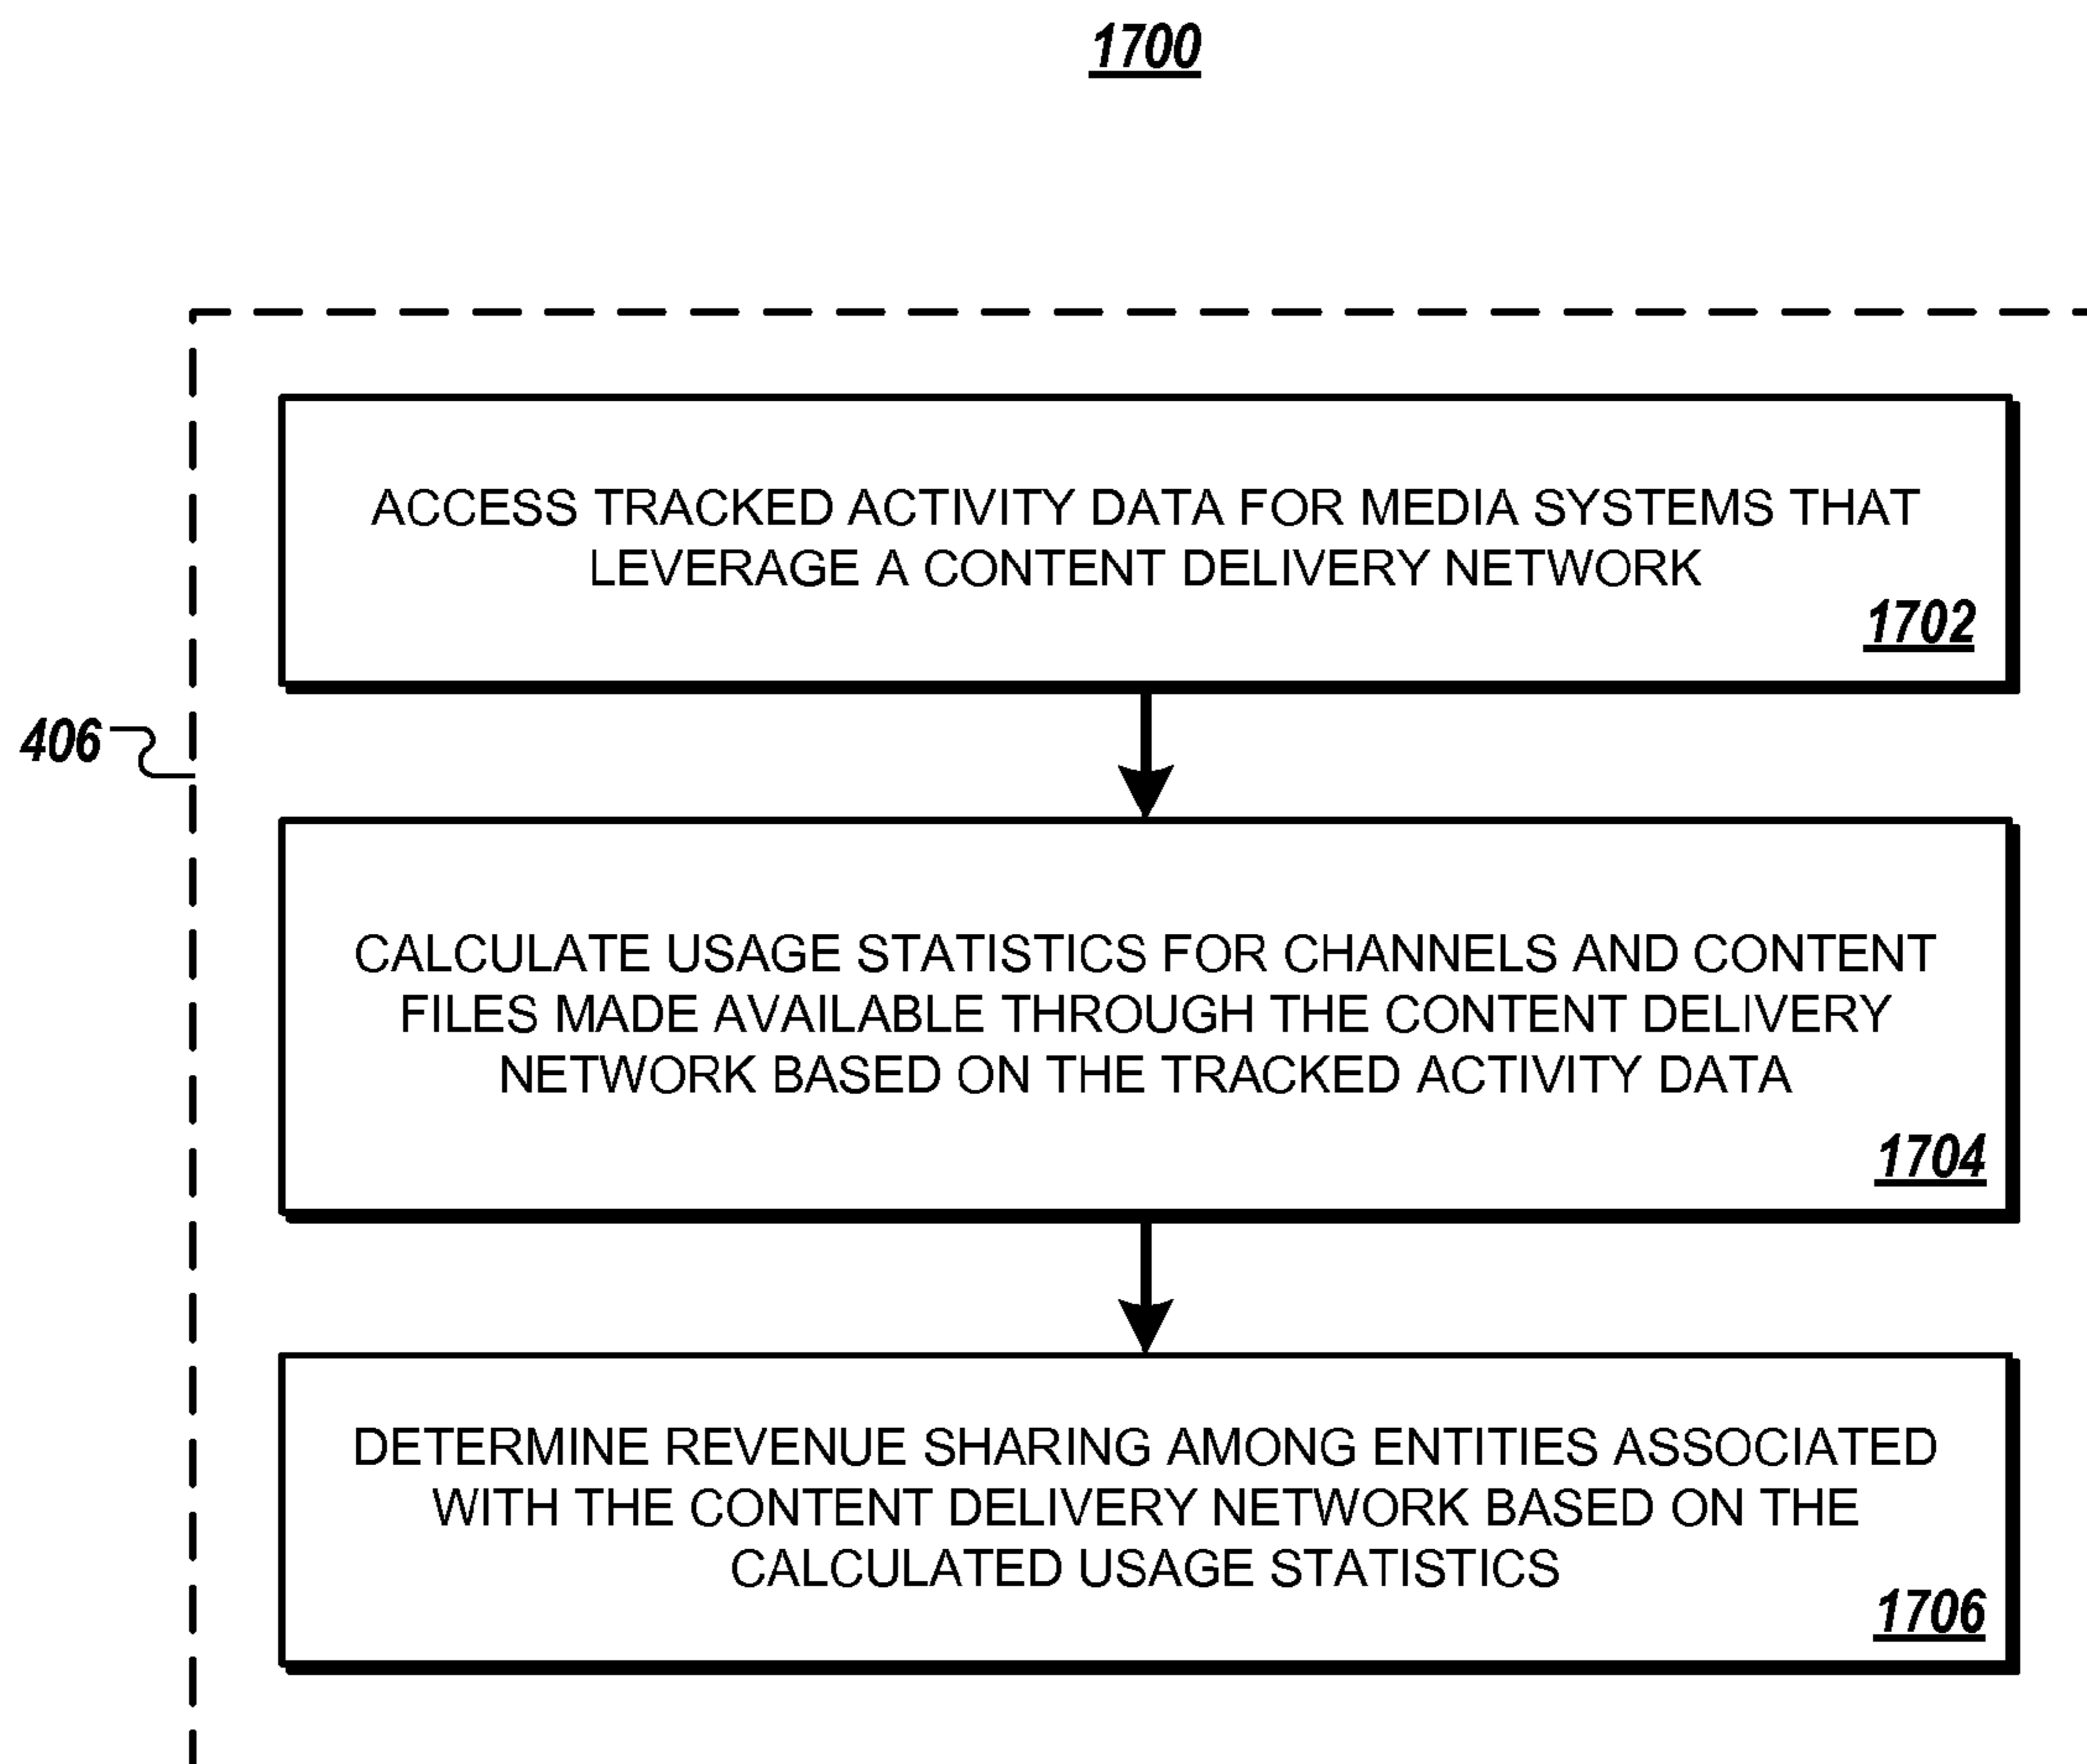 1700
ACCESS TRACKED ACTIVITY DATA FOR MEDIA SYSTEMS THAT
LEVERAGE A CONTENT DELIVERY NETWORK
1702
406
CALCULATE USAGE STATISTICS FOR CHANNELS AND CONTENT
FILES MADE AVAILABLE THROUGH THE CONTENT DELIVERY
NETWORK BASED ON THE TRACKED ACTIVITY DATA
1704
DETERMINE REVENUE SHARING AMONG ENTITIES ASSOCIATED
WITH THE CONTENT DELIVERY NETWORK BASED ON THE
CALCULATED USAGE STATISTICS
1706